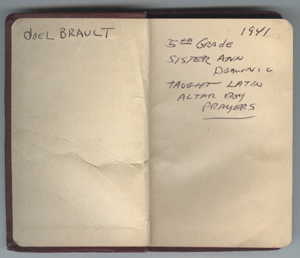 JOEL BRAULT
1941
5TH GRADE
SISTER ANN
DOMINIC
TAUGHT LATIN
ALTAR BOY
PRAYERS